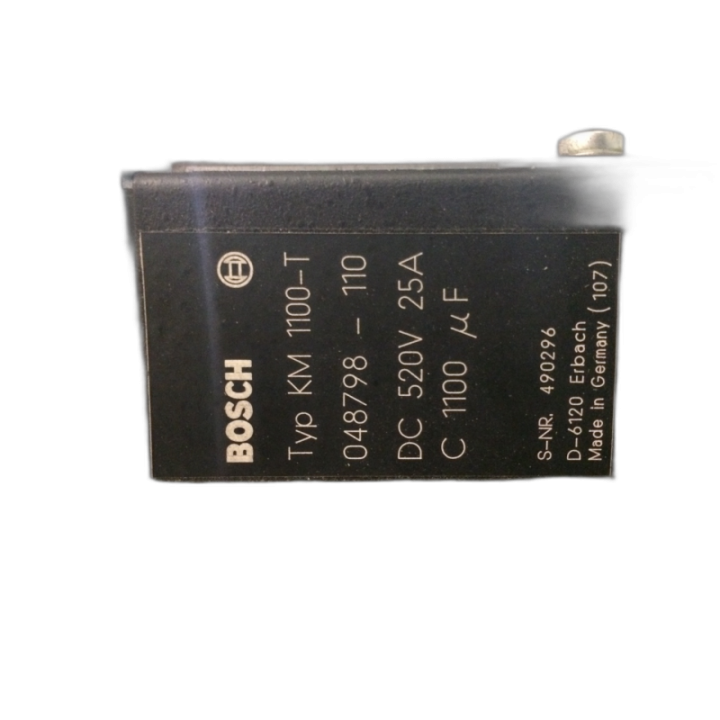 BOSCH
Typ KM 1100-T
048798 - 110
DC 520V 25A
C 1100 μF
S-NR. 490296
D-6120 Erbach
Made in Germany (107)